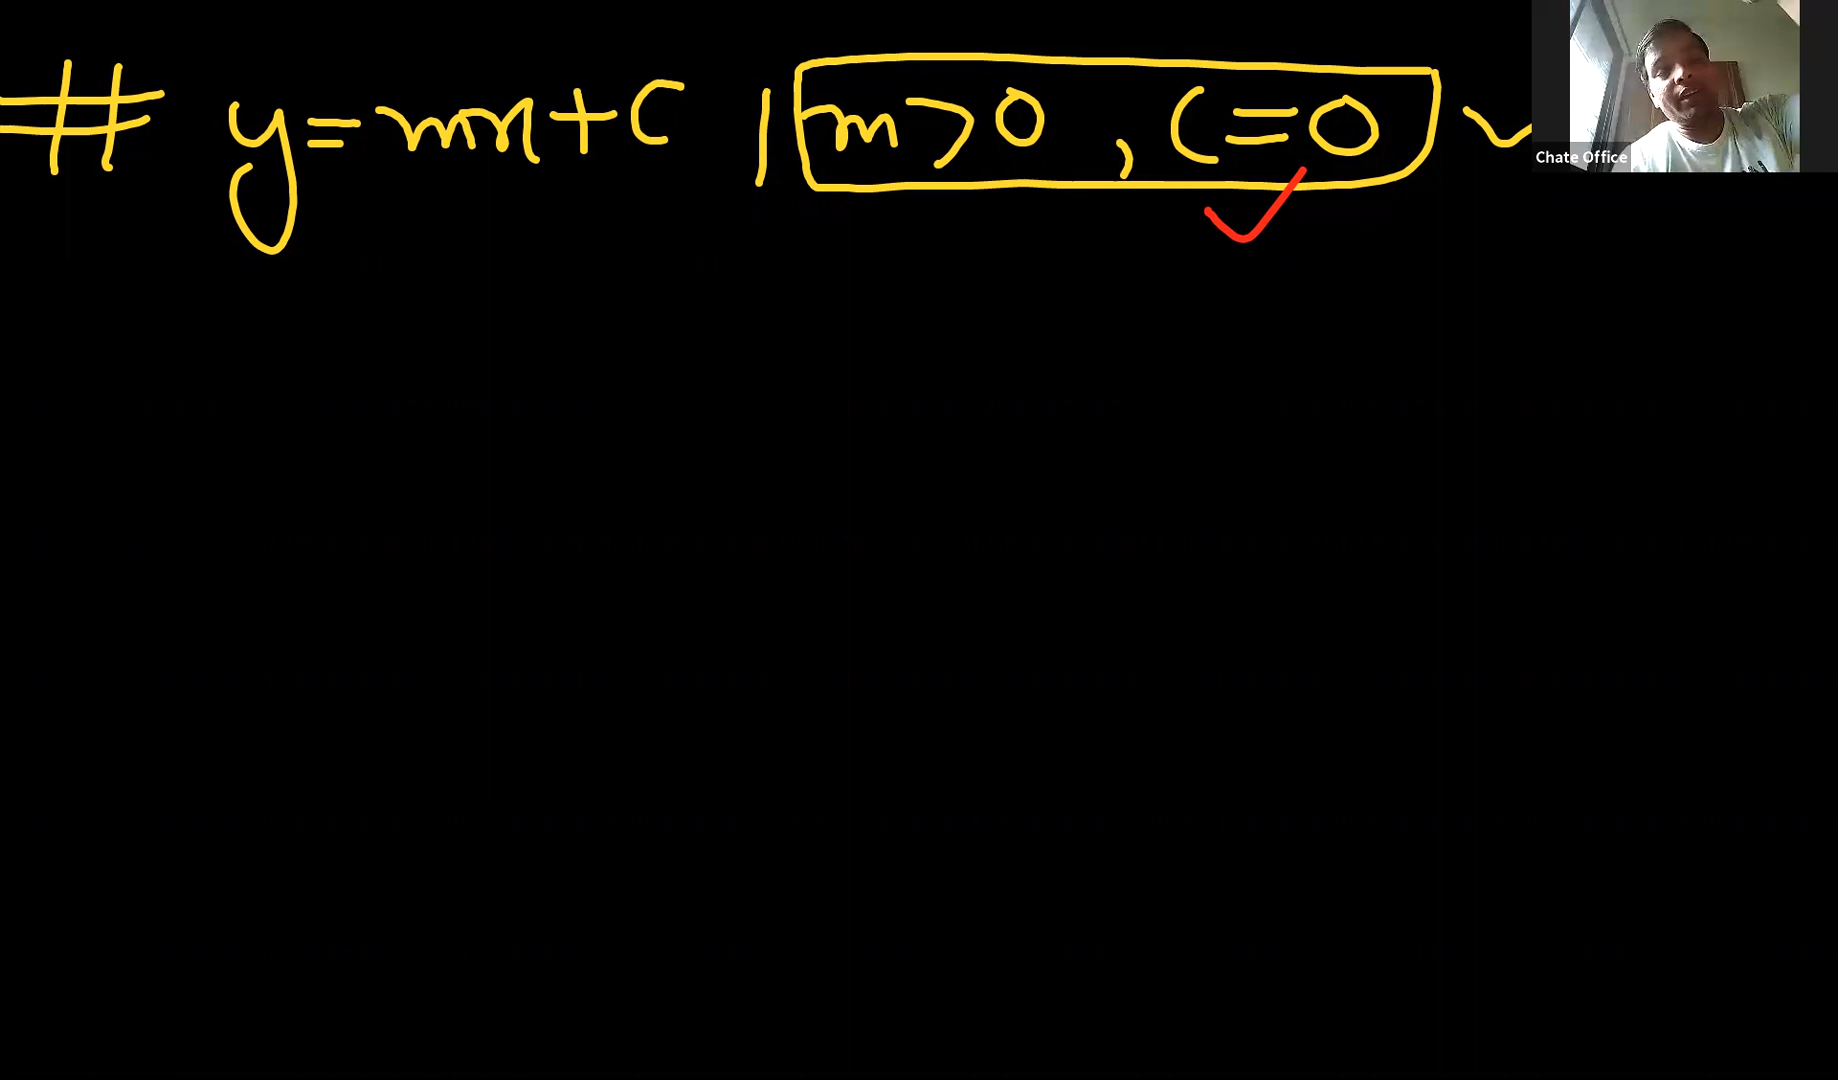 # y=mx+c | m>0 , c=0
Chate Office